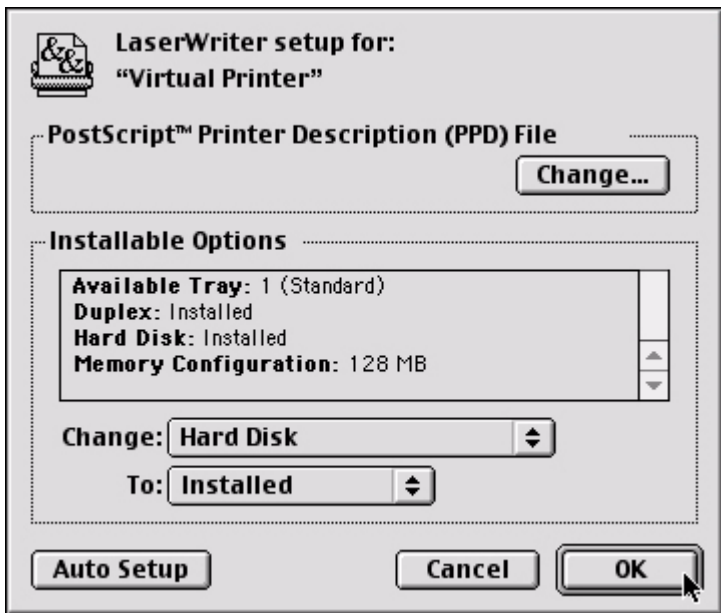 LaserWriter setup for:
“Virtual Printer”
PostScript™ Printer Description (PPD) File
Change...
Installable Options
Available Tray: 1 (Standard)
Duplex: Installed
Hard Disk: Installed
Memory Configuration: 128 MB
Change: Hard Disk
To: Installed
Auto Setup Cancel OK